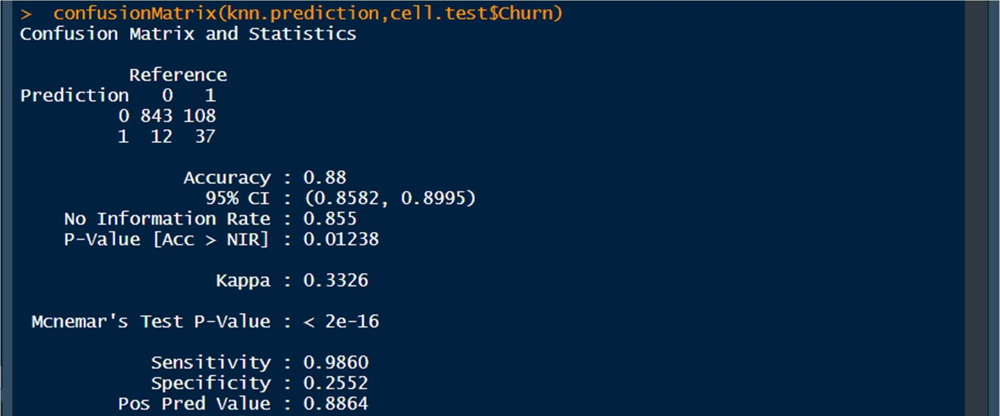 > confusionMatrix(knn.prediction,cell.test$Churn)
Confusion Matrix and Statistics
Reference
Prediction 0 1
0 843 108
1 12 37
Accuracy : 0.88
95% CI : (0.8582, 0.8995)
No Information Rate : 0.855
P-Value [Acc > NIR] : 0.01238
Kappa : 0.3326
Mcnemar's Test P-Value : < 2e-16
Sensitivity : 0.9860
Specificity : 0.2552
Pos Pred Value : 0.8864